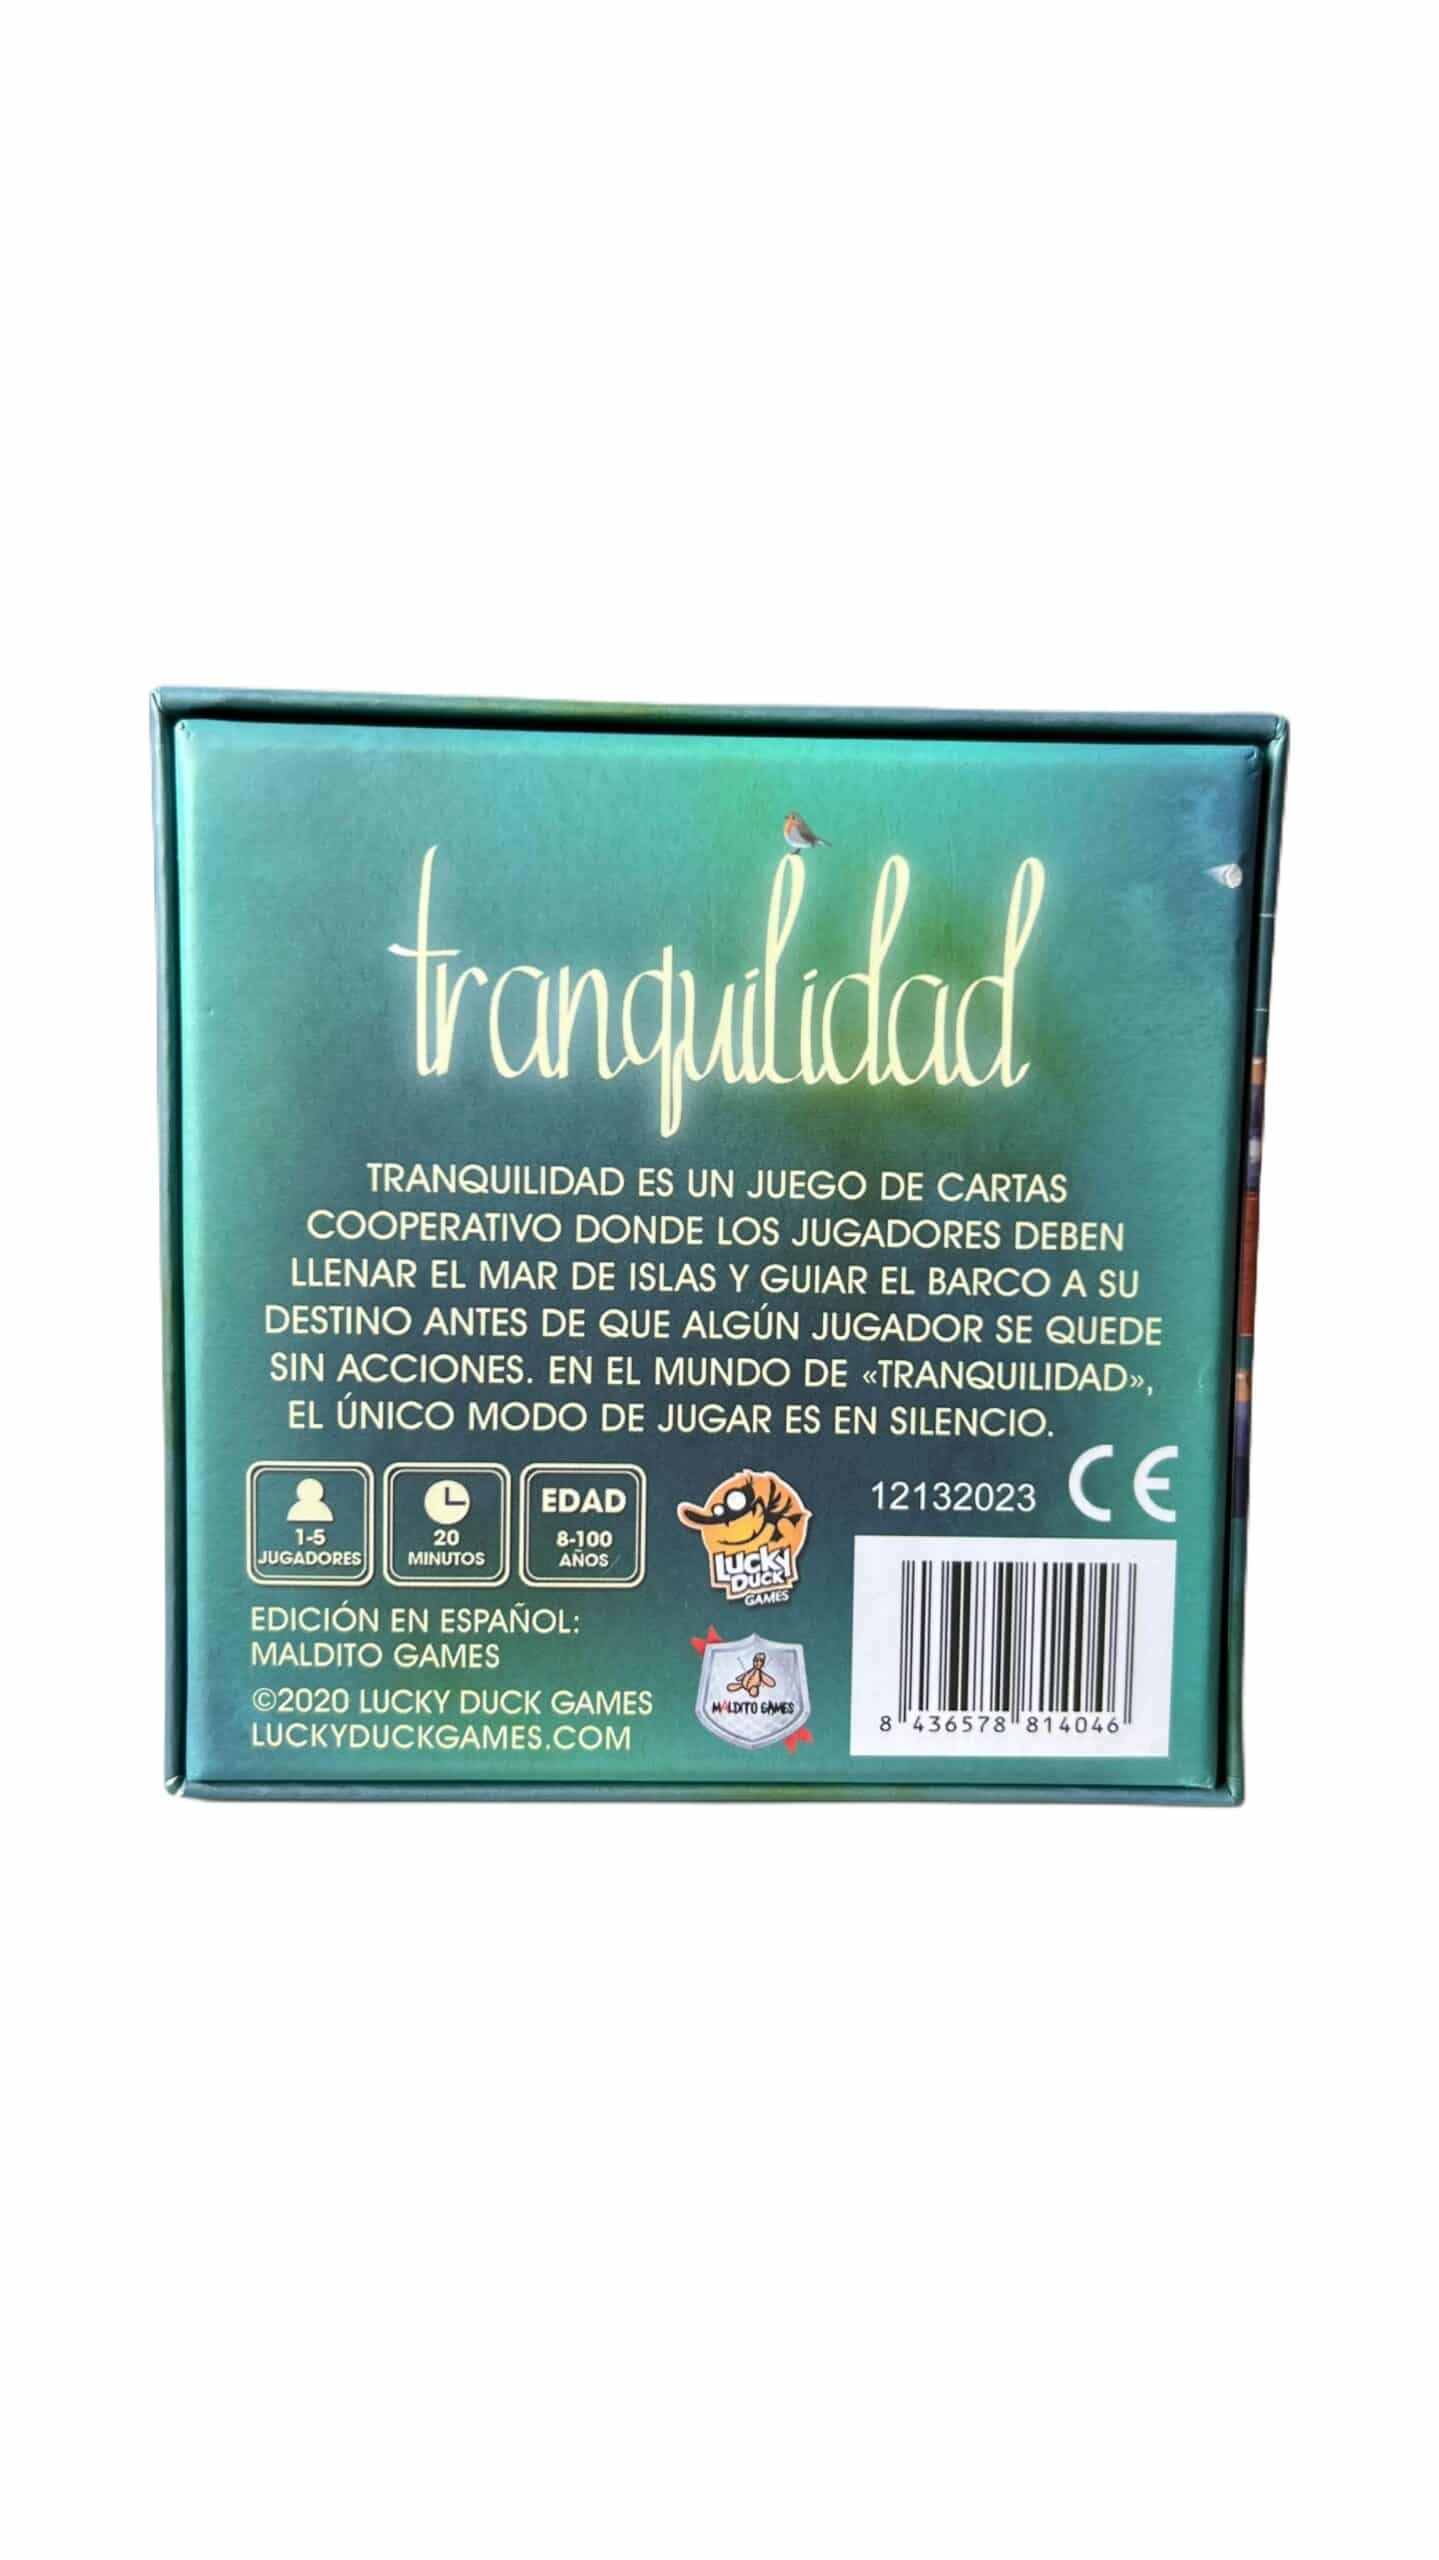 tranquilidad
TRANQUILIDAD ES UN JUEGO DE CARTAS
COOPERATIVO DONDE LOS JUGADORES DEBEN
LLENAR EL MAR DE ISLAS Y GUIAR EL BARCO A SU
DESTINO ANTES DE QUE ALGÚN JUGADOR SE QUEDE
SIN ACCIONES. EN EL MUNDO DE «TRANQUILIDAD»,
EL ÚNICO MODO DE JUGAR ES EN SILENCIO.
1-5
JUGADORES
20
MINUTOS
EDAD
8-100
AÑOS
LUCKY
DUCK
GAMES
12132023 CE
EDICIÓN EN ESPAÑOL:
MALDITO GAMES
©2020 LUCKY DUCK GAMES
LUCKYDUCKGAMES.COM
MALDITO GAMES
8 436578 814046